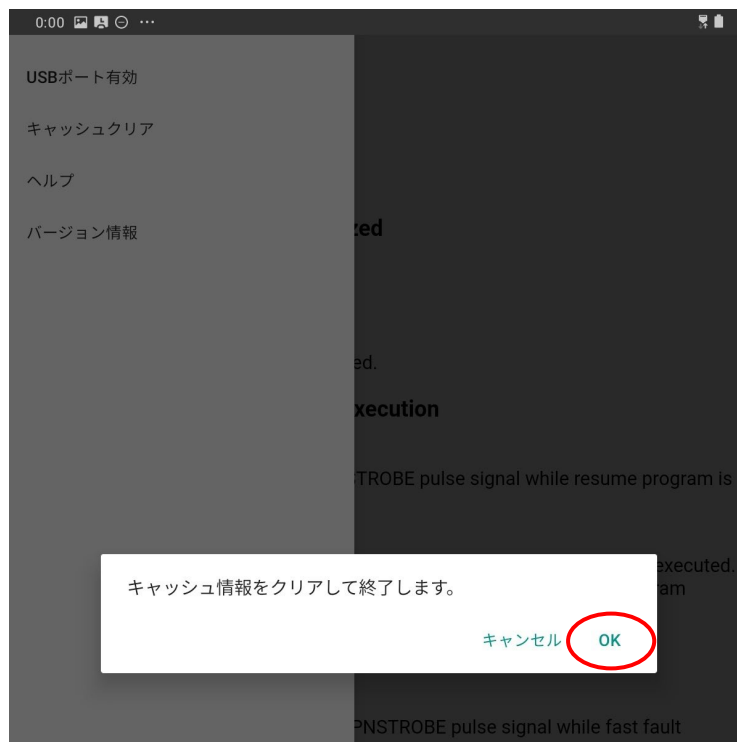 0:00
USBポート有効
キャッシュクリア
ヘルプ
バージョン情報
ed.
xecution
TROBE pulse signal while resume program is
executed.
キャッシュ情報をクリアして終了します。
キャンセル OK
PNSTROBE pulse signal while fast fault